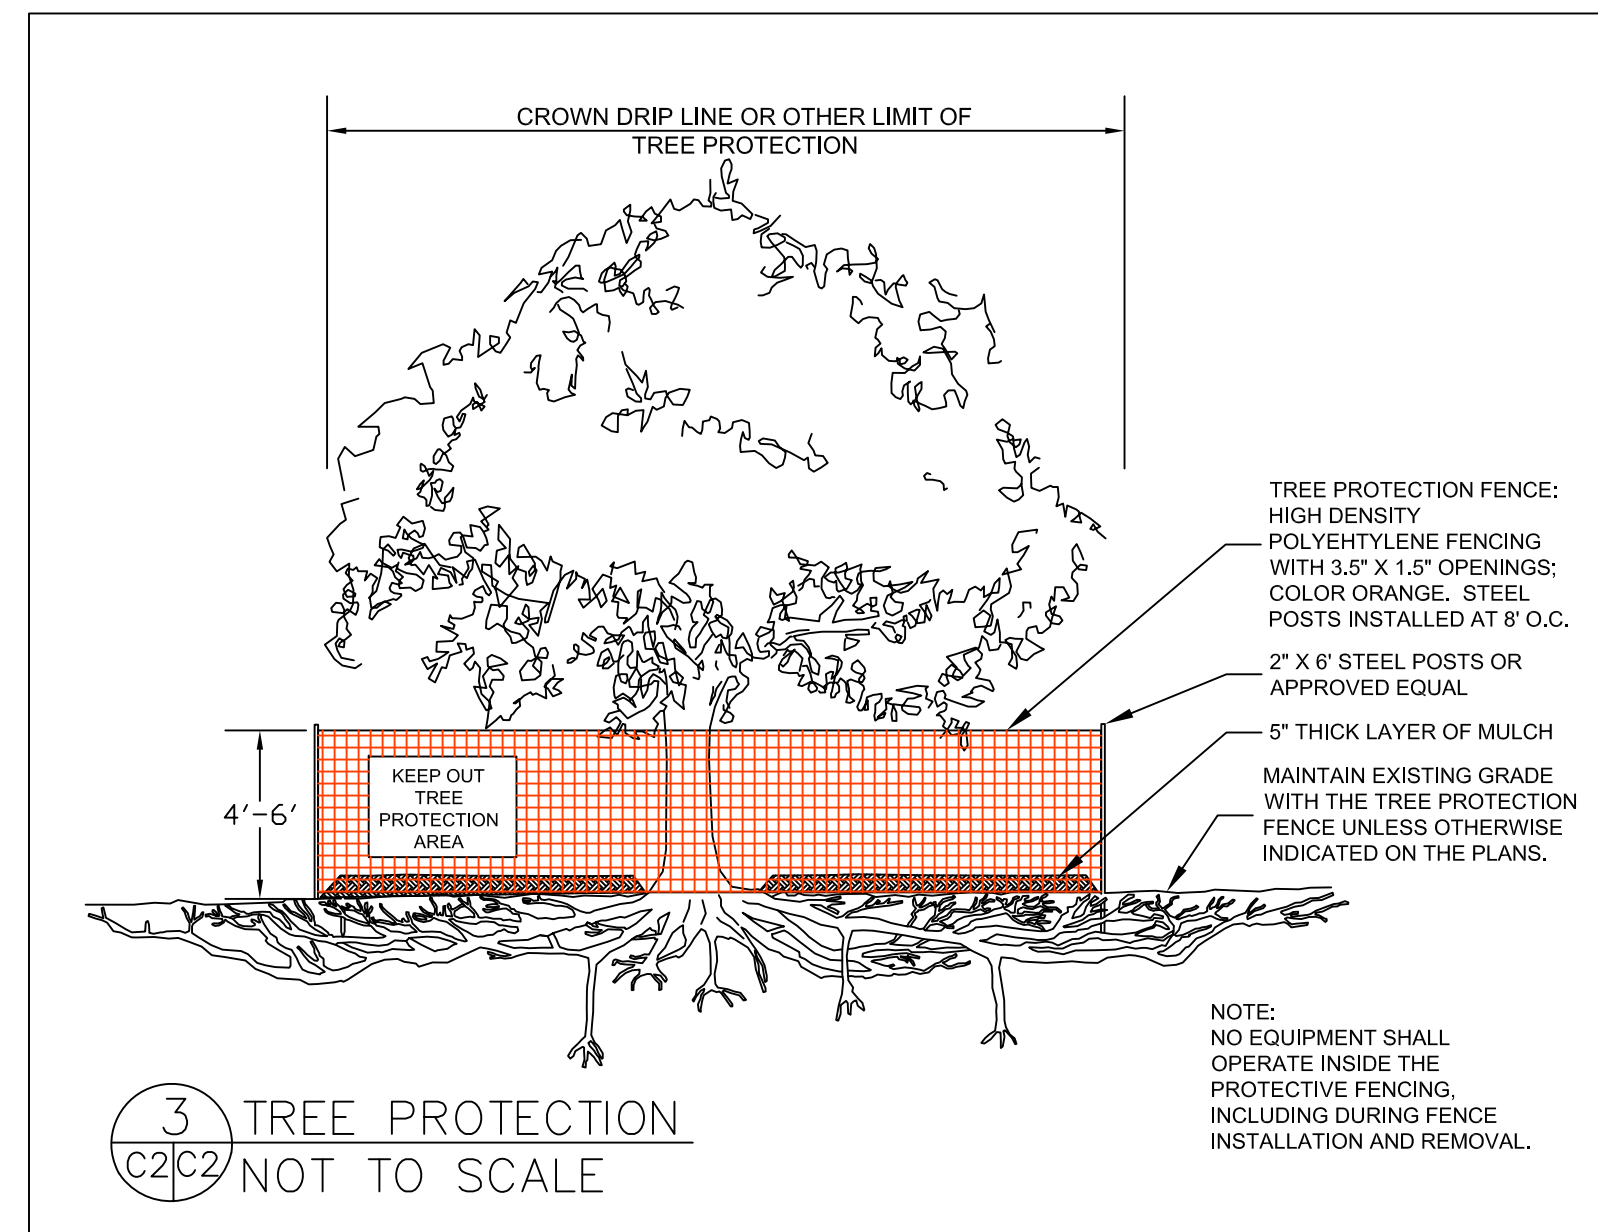 CROWN DRIP LINE OR OTHER LIMIT OF
TREE PROTECTION
TREE PROTECTION FENCE:
HIGH DENSITY
POLYEHTYLENE FENCING
WITH 3.5" X 1.5" OPENINGS;
COLOR ORANGE. STEEL
POSTS INSTALLED AT 8' O.C.
2" X 6' STEEL POSTS OR
APPROVED EQUAL
5" THICK LAYER OF MULCH
MAINTAIN EXISTING GRADE
WITH THE TREE PROTECTION
FENCE UNLESS OTHERWISE
INDICATED ON THE PLANS.
KEEP OUT
TREE
PROTECTION
AREA
4'-6'
NOTE:
NO EQUIPMENT SHALL
OPERATE INSIDE THE
PROTECTIVE FENCING,
INCLUDING DURING FENCE
INSTALLATION AND REMOVAL.
3
C2 C2
TREE PROTECTION
NOT TO SCALE